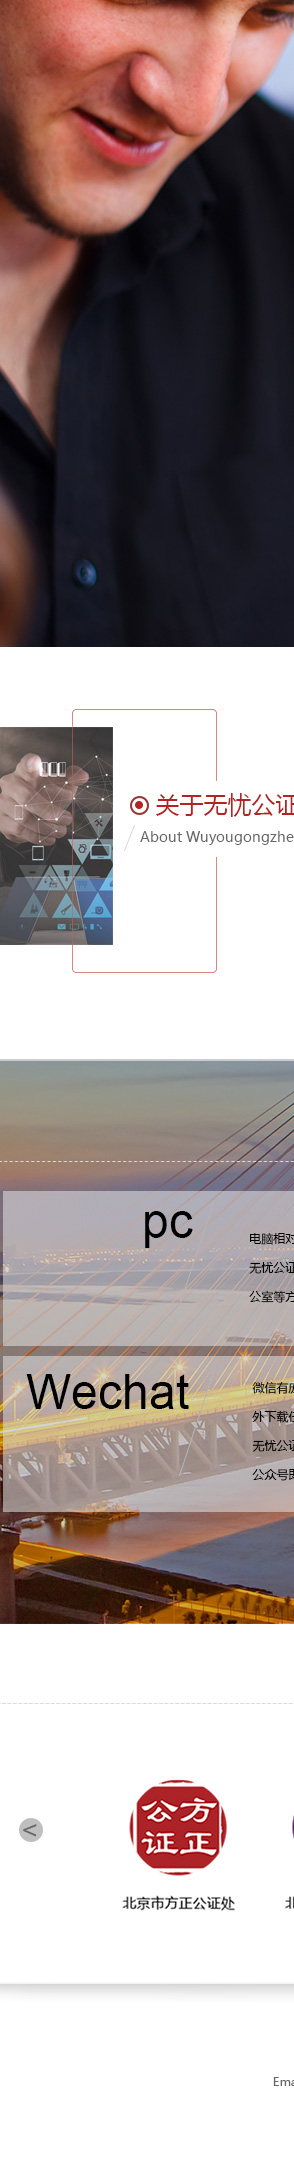 关于无忧公证
About Wuyougongzhe
pc
电脑相对
无忧公证
公室等方
Wechat
微信有庞
外下载任
无忧公证
公众号即
<
公方
证正
北京市方正公证处
北
Ema